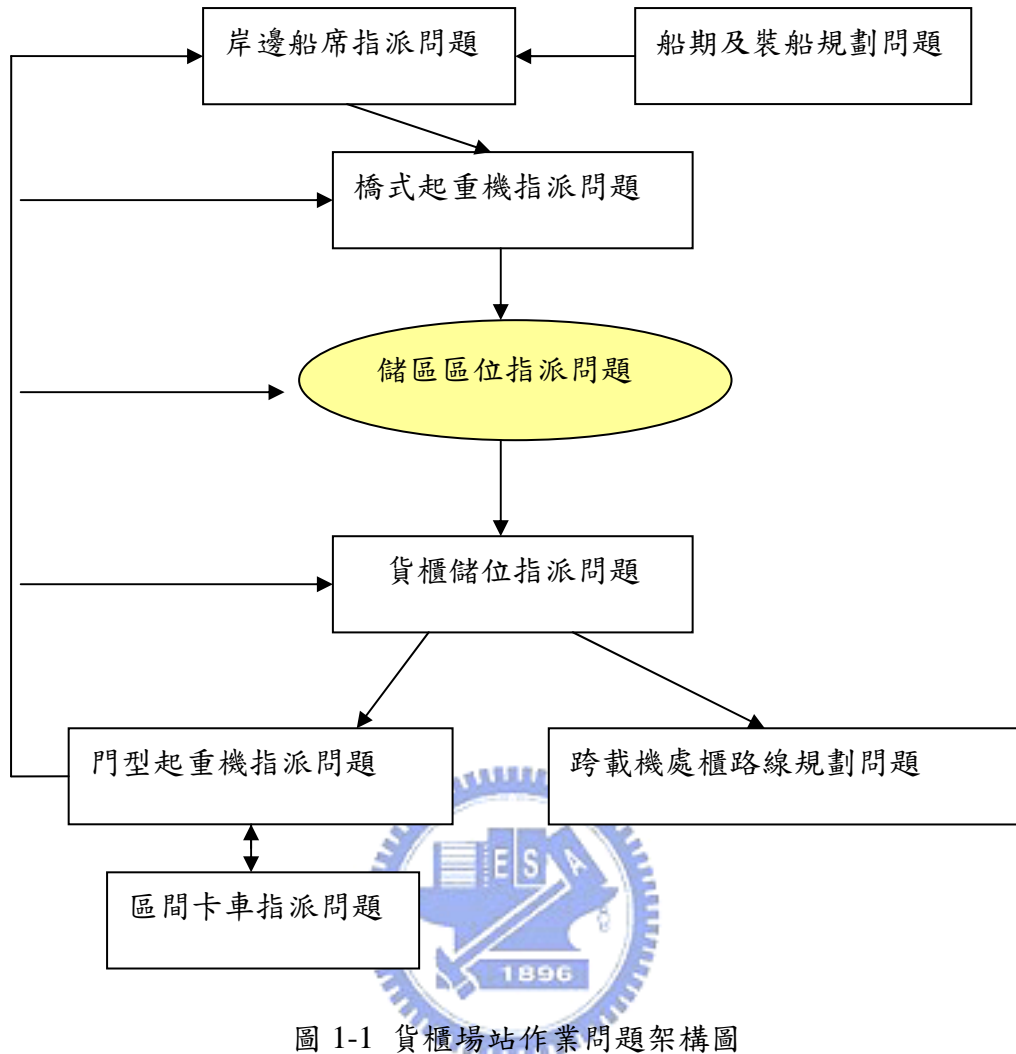 岸邊船席指派問題
船期及裝船規劃問題
橋式起重機指派問題
儲區區位指派問題
貨櫃儲位指派問題
門型起重機指派問題
跨載機處櫃路線規劃問題
區間卡車指派問題
E S A
1896
圖 1-1 貨櫃場站作業問題架構圖